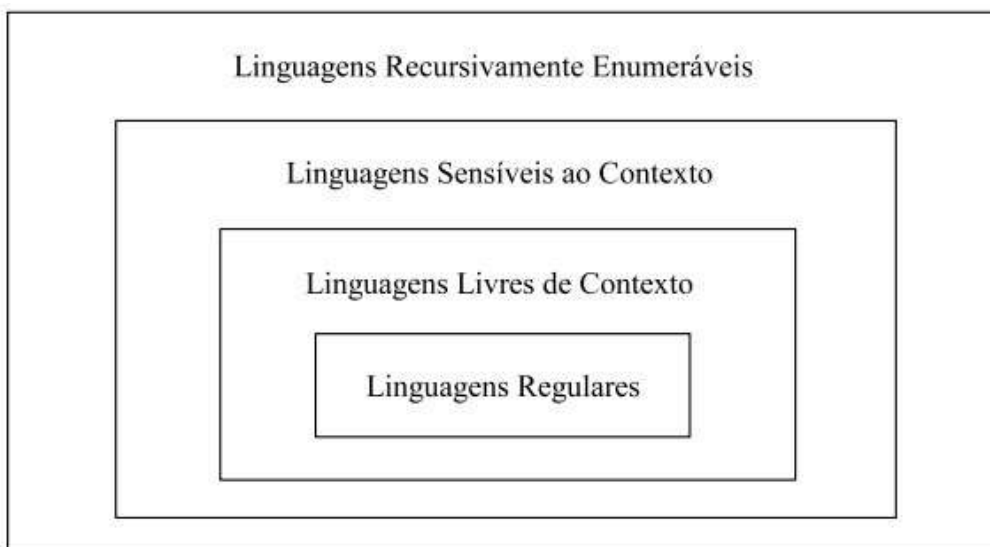 Linguagens Recursivamente Enumeráveis
Linguagens Sensíveis ao Contexto
Linguagens Livres de Contexto
Linguagens Regulares